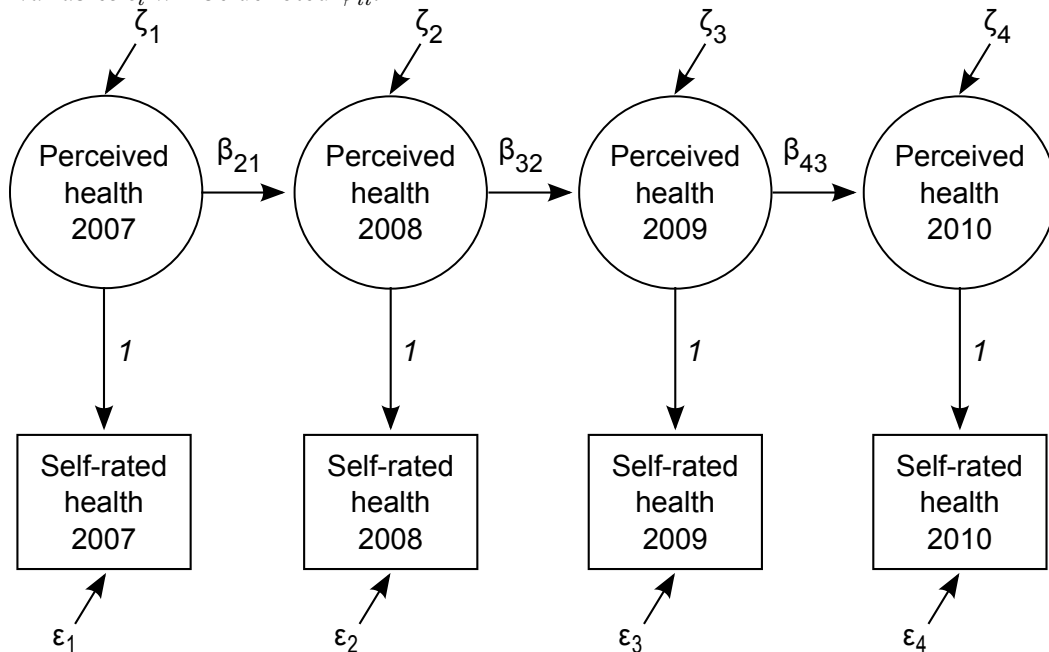 ζ1 ζ2 ζ3 ζ4
Perceived health 2007
β21
Perceived health 2008
β32
Perceived health 2009
β43
Perceived health 2010
1 1 1 1
Self-rated health 2007
Self-rated health 2008
Self-rated health 2009
Self-rated health 2010
ε1 ε2 ε3 ε4